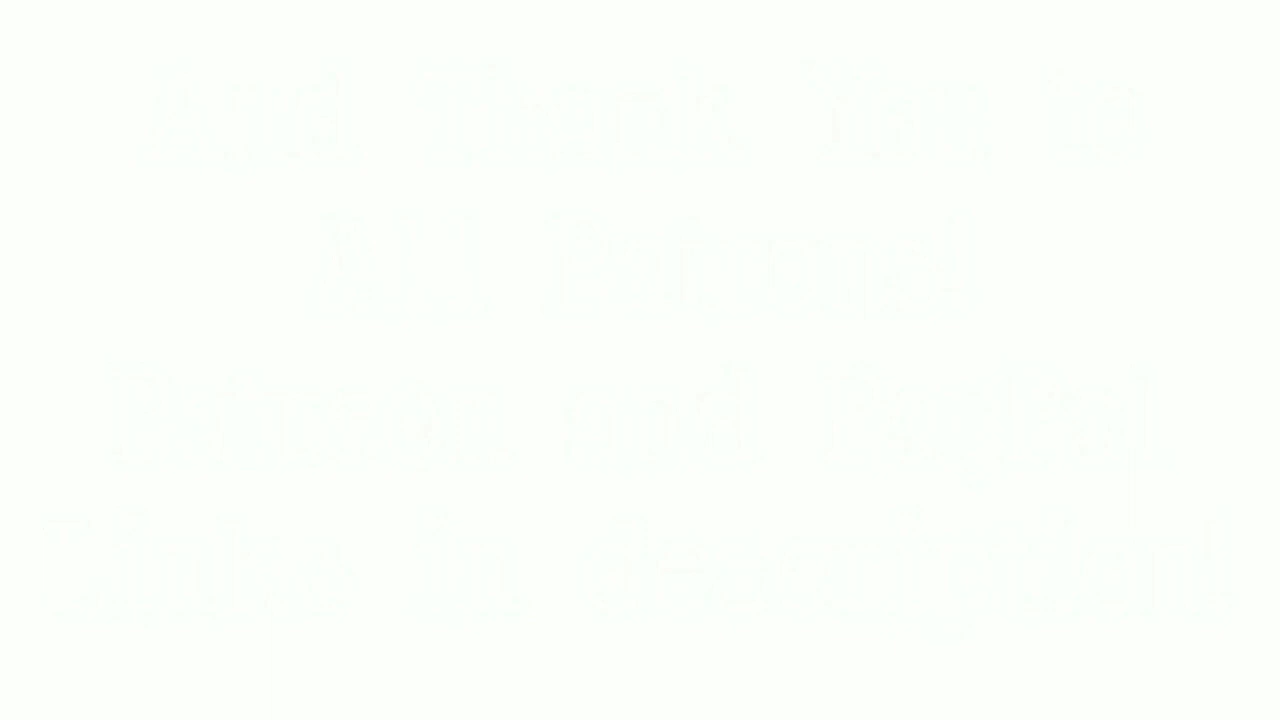 And Thank You to
All Patrons!
Patreon and PayPal
Links in description!